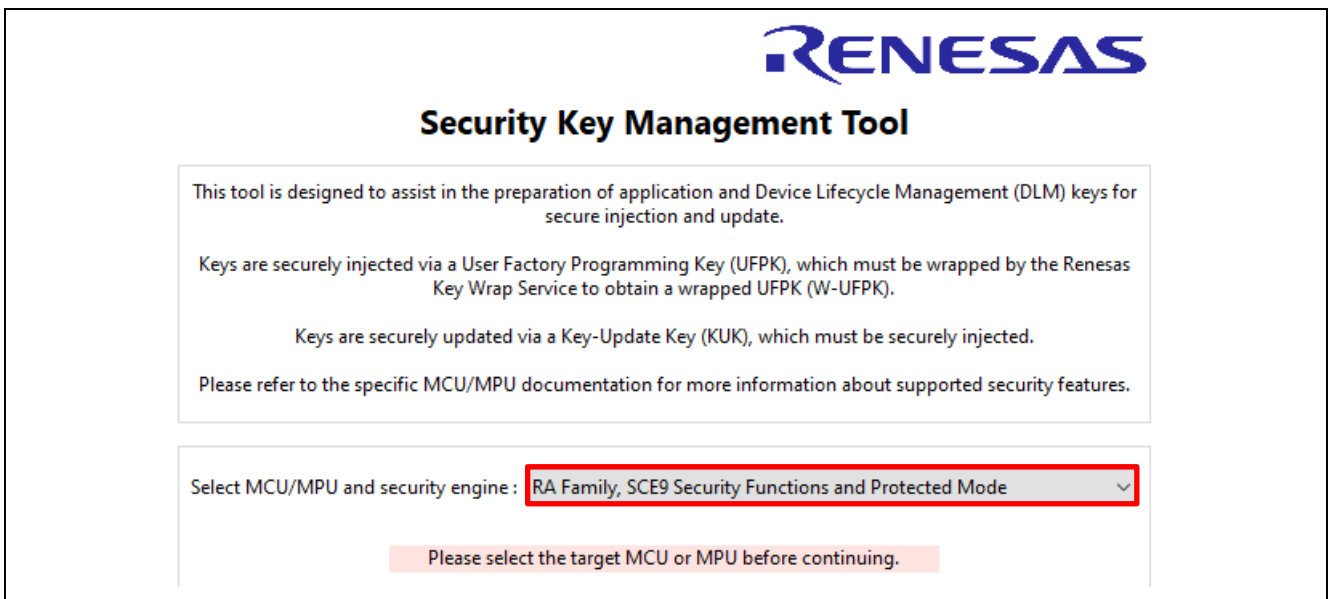 RENESAS
Security Key Management Tool
This tool is designed to assist in the preparation of application and Device Lifecycle Management (DLM) keys for
secure injection and update.
Keys are securely injected via a User Factory Programming Key (UFPK), which must be wrapped by the Renesas
Key Wrap Service to obtain a wrapped UFPK (W-UFPK).
Keys are securely updated via a Key-Update Key (KUK), which must be securely injected.
Please refer to the specific MCU/MPU documentation for more information about supported security features.
Select MCU/MPU and security engine : RA Family, SCE9 Security Functions and Protected Mode
Please select the target MCU or MPU before continuing.